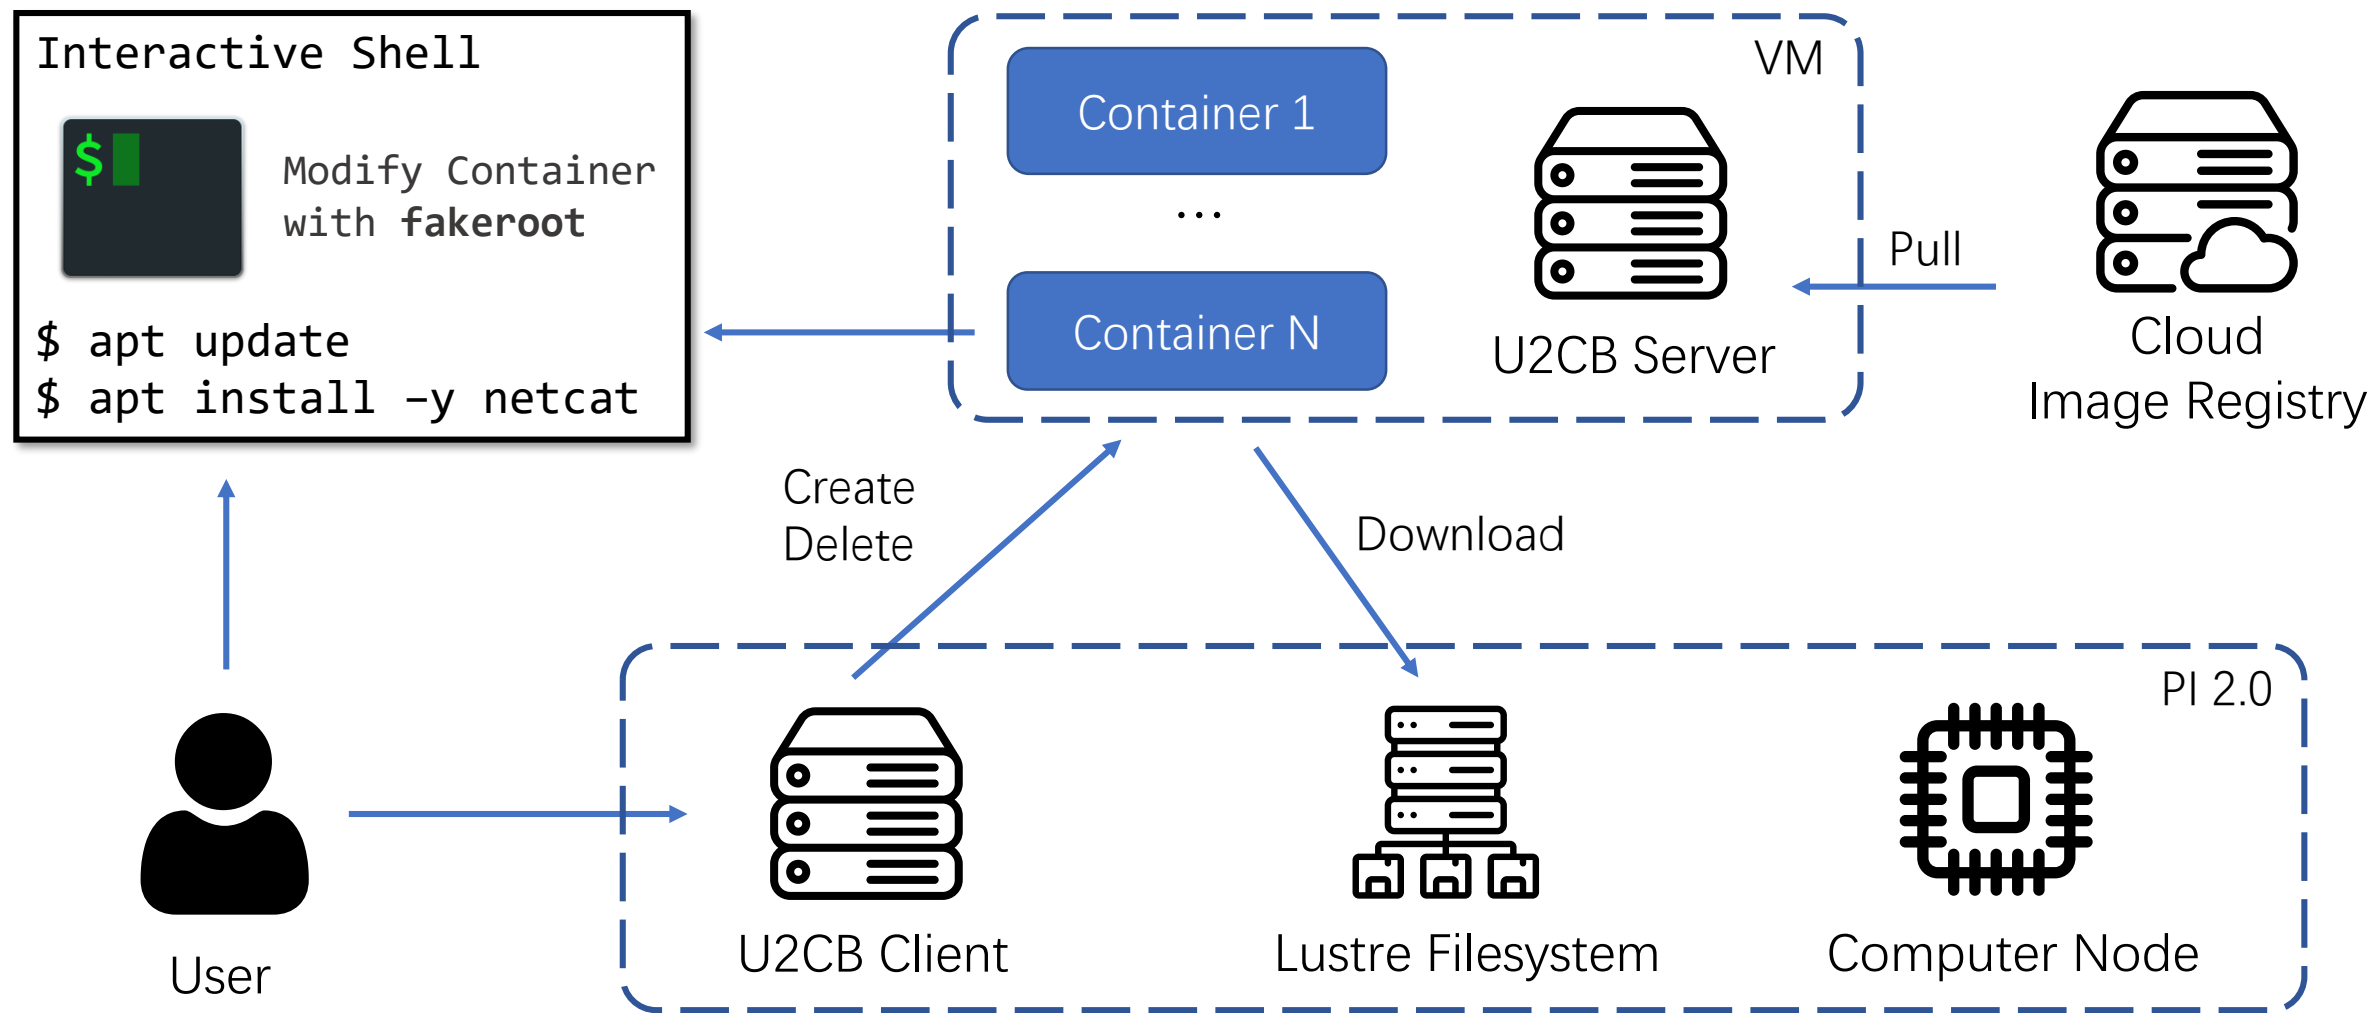 Interactive Shell
$
Modify Container
with fakeroot
$ apt update
$ apt install –y netcat
VM
Container 1
...
Container N
U2CB Server
Pull
Cloud
Image Registry
Create
Delete
Download
PI 2.0
User
U2CB Client
Lustre Filesystem
Computer Node